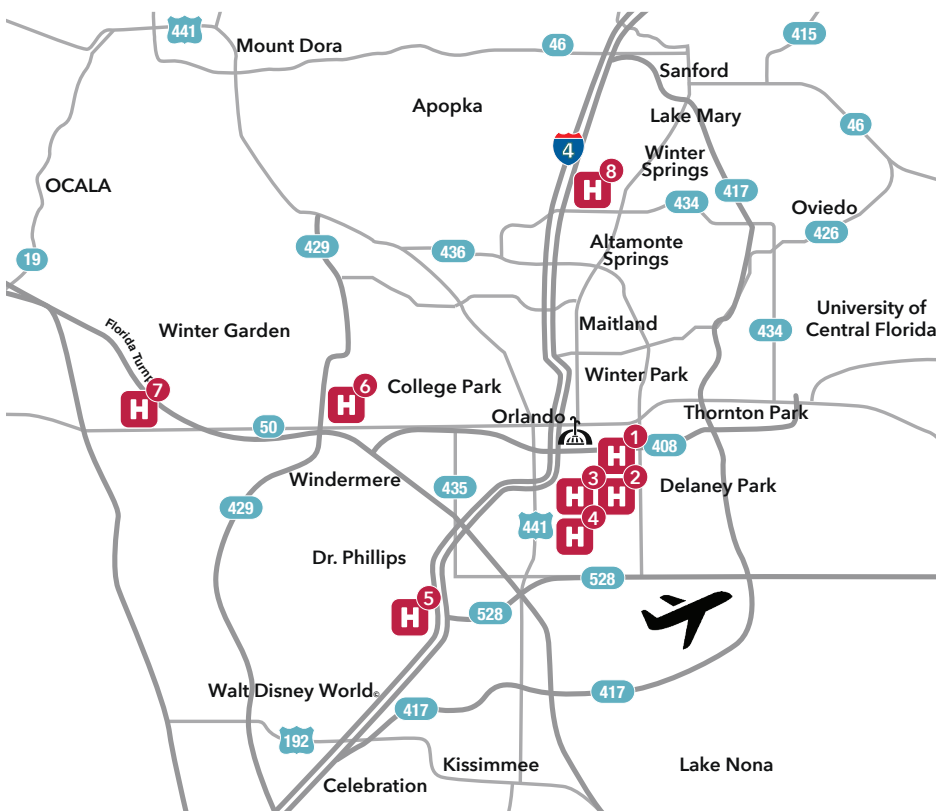 441
Mount Dora
46
415
Sanford
Apopka
Lake Mary
46
4
Winter
Springs
H 8
OCALA
417
434
Oviedo
426
429
436
Altamonte
Springs
19
University of
Central Florida
Winter Garden
Florida Turnp
Maitland
434
H 7
H 6
College Park
Winter Park
Orlando
Thornton Park
50
H 1
408
Windermere
435
H 3
H 2
Delaney Park
429
441
H 4
Dr. Phillips
528
H 5
528
Walt Disney World©
417
417
192
Kissimmee
Lake Nona
Celebration